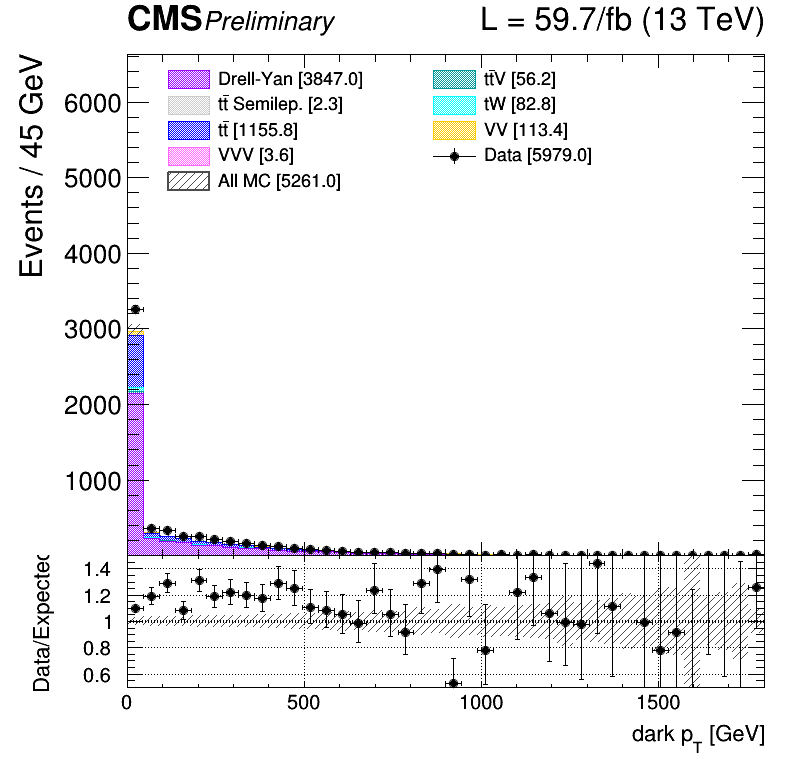 CMS Preliminary L = 59.7/fb (13 TeV)
Events / 45 GeV
Drell-Yan [3847.0]
tt̄ Semilep. [2.3]
tt̄ [1155.8]
VVV [3.6]
All MC [5261.0]
tt̄V [56.2]
tW [82.8]
VV [113.4]
Data [5979.0]
6000
5000
4000
3000
2000
1000
Data/Expected
1.4
1.2
1
0.8
0.6
0 500 1000 1500
dark p_T [GeV]